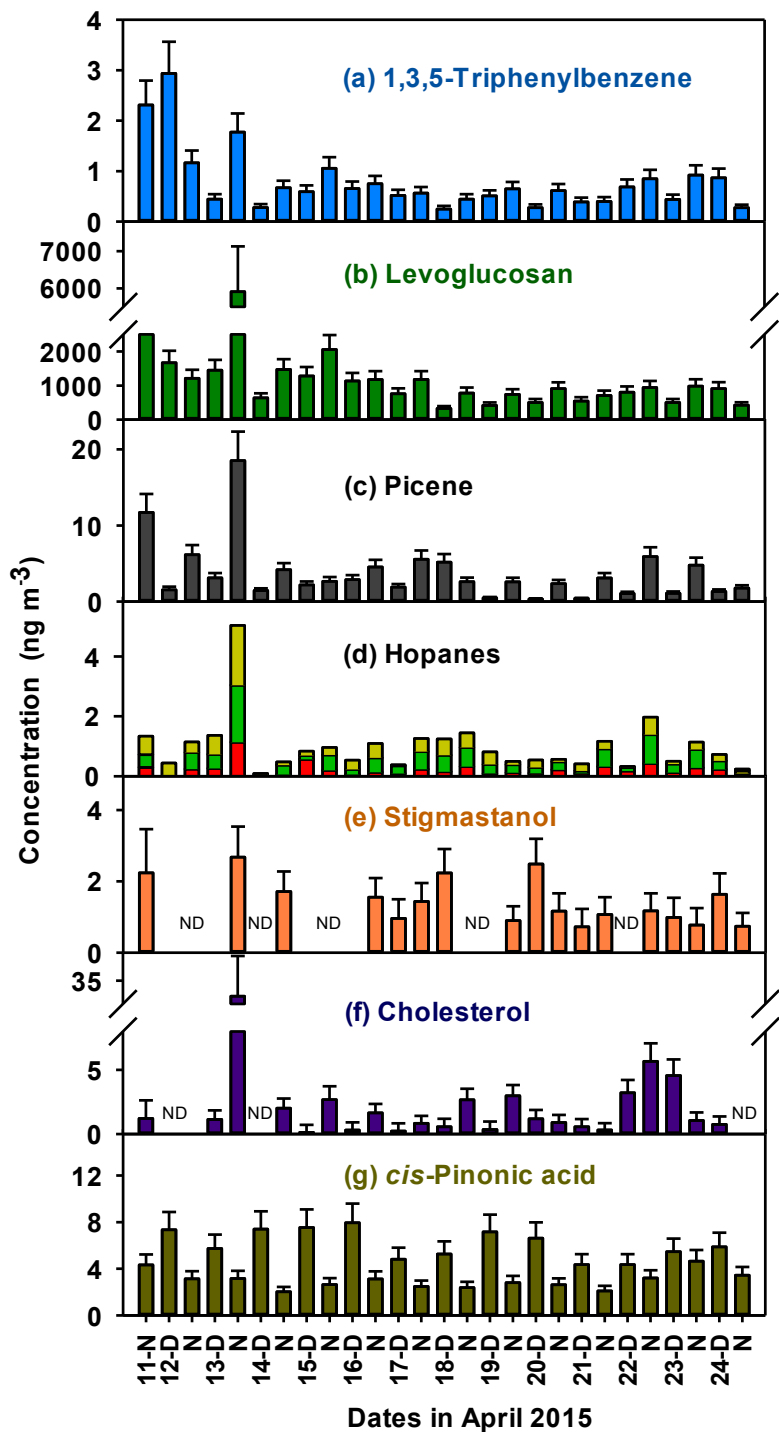 4
3
2
1
0
(a) 1,3,5-Triphenylbenzene
7000
6000
2000
1000
0
(b) Levoglucosan
20
10
0
(c) Picene
4
2
0
(d) Hopanes
4
2
0
(e) Stigmastanol
ND
ND
ND
ND
ND
35
5
0
(f) Cholesterol
ND
ND
ND
12
8
4
0
(g) cis-Pinonic acid
Concentration (ng m-3)
11-N
12-D
N
13-D
N
14-D
N
15-D
N
16-D
N
17-D
N
18-D
N
19-D
N
20-D
N
21-D
N
22-D
N
23-D
N
24-D
N
Dates in April 2015